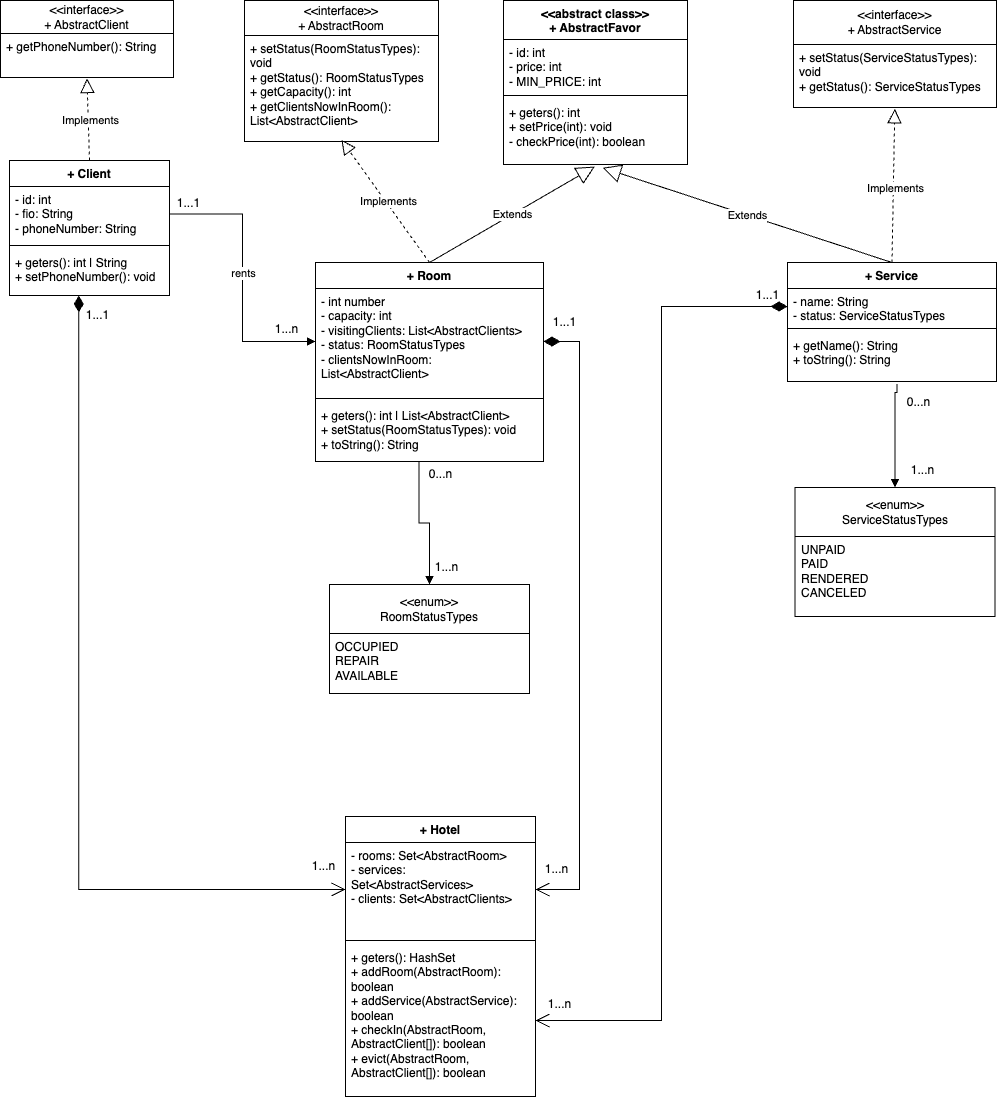 <<interface>>
+ AbstractClient
+ getPhoneNumber(): String
<<interface>>
+ AbstractRoom
+ setStatus(RoomStatusTypes):
void
+ getStatus(): RoomStatusTypes
+ getCapacity(): int
+ getClientsNowInRoom():
List<AbstractClient>
<<abstract class>>
+ AbstractFavor
- id: int
- price: int
- MIN_PRICE: int
+ geters(): int
+ setPrice(int): void
- checkPrice(int): boolean
<<interface>>
+ AbstractService
+ setStatus(ServiceStatusTypes):
void
+ getStatus(): ServiceStatusTypes
Implements
Implements
Extends
Extends
Implements
+ Client
- id: int
- fio: String
- phoneNumber: String
+ geters(): int | String
+ setPhoneNumber(): void
1...1
rents
1...n
1...1
+ Room
- int number
- capacity: int
- visitingClients: List<AbstractClients>
- status: RoomStatusTypes
- clientsNowInRoom:
List<AbstractClient>
+ geters(): int | List<AbstractClient>
+ setStatus(RoomStatusTypes): void
+ toString(): String
1...1
0...n
1...n
+ Service
- name: String
- status: ServiceStatusTypes
+ getName(): String
+ toString(): String
1...1
0...n
1...n
<<enum>>
ServiceStatusTypes
UNPAID
PAID
RENDERED
CANCELED
<<enum>>
RoomStatusTypes
OCCUPIED
REPAIR
AVAILABLE
+ Hotel
- rooms: Set<AbstractRoom>
- services:
Set<AbstractServices>
- clients: Set<AbstractClients>
+ geters(): HashSet
+ addRoom(AbstractRoom):
boolean
+ addService(AbstractService):
boolean
+ checkIn(AbstractRoom,
AbstractClient[]): boolean
+ evict(AbstractRoom,
AbstractClient[]): boolean
1...n
1...n
1...n